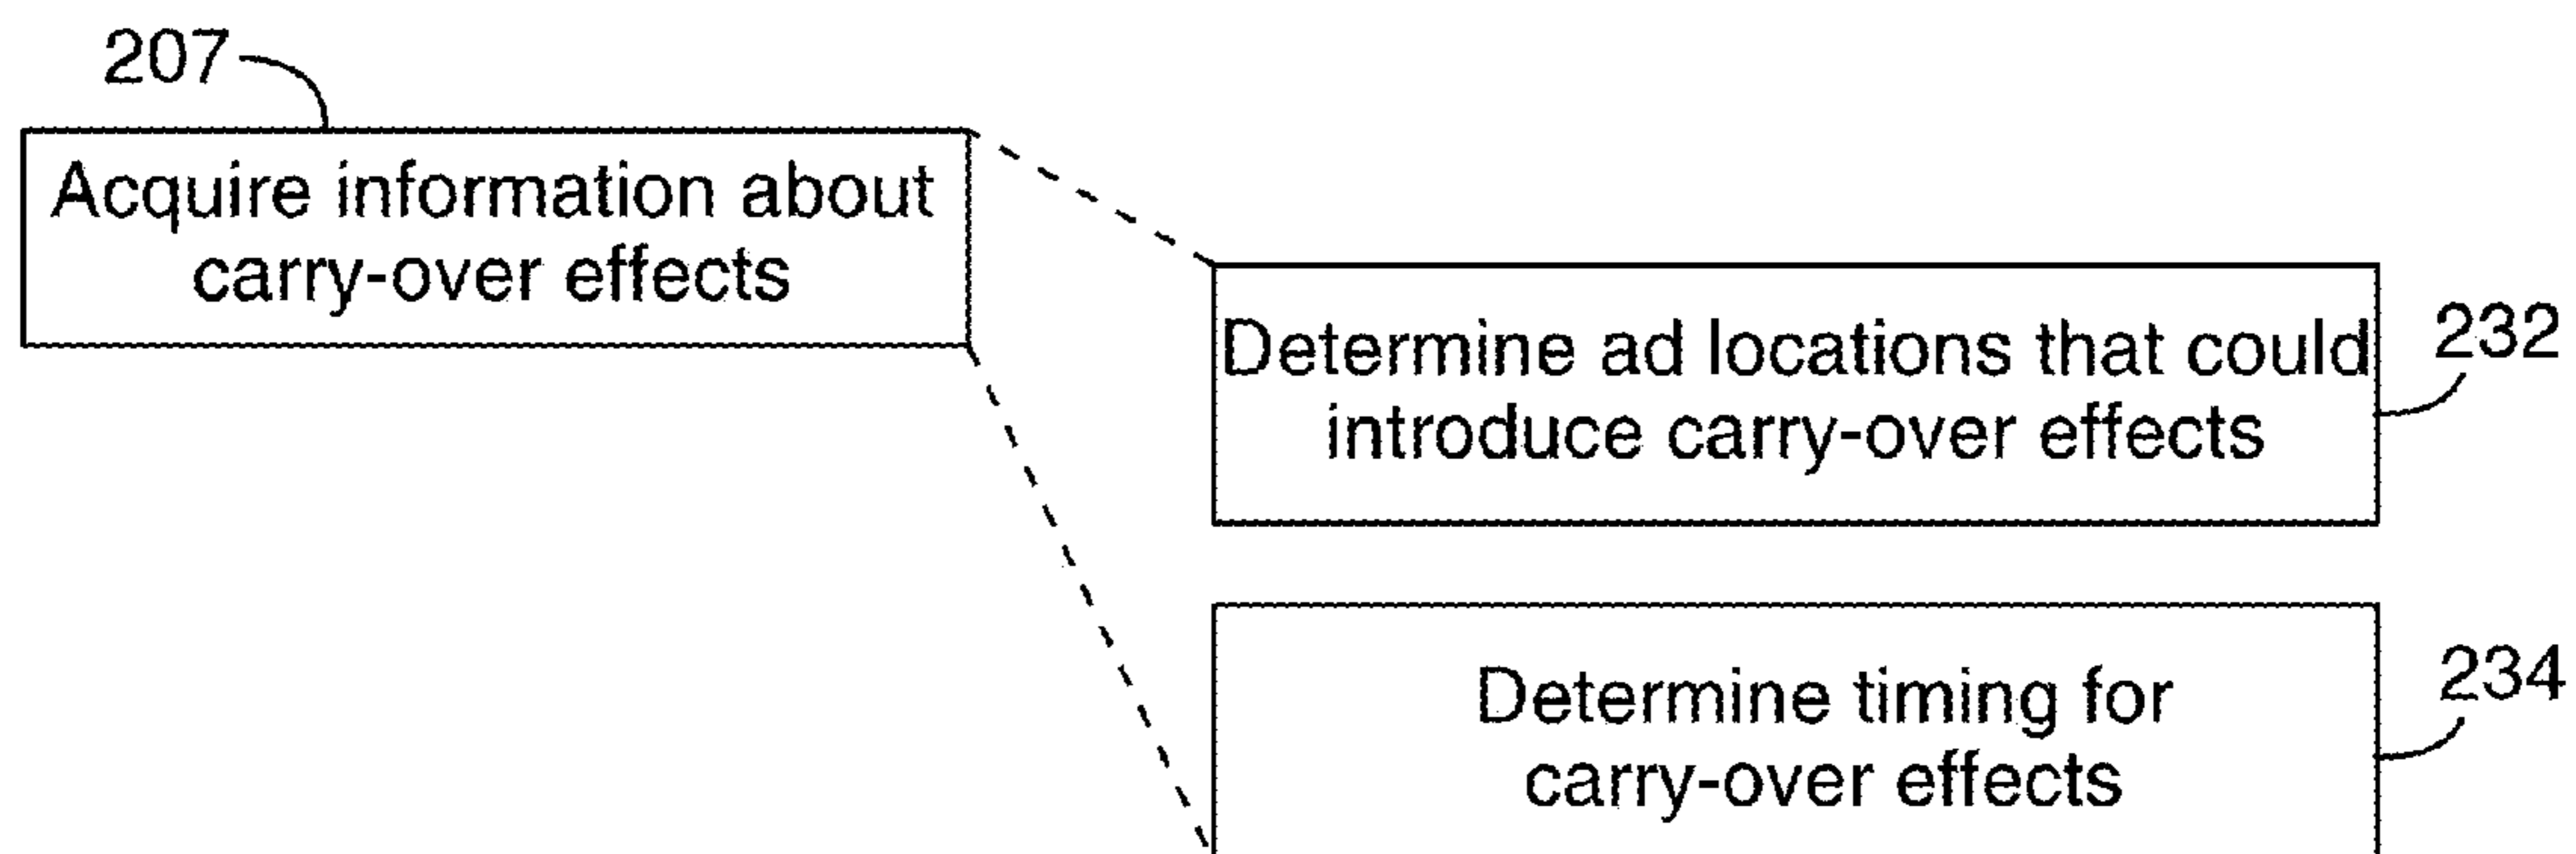 207
Acquire information about
carry-over effects
Determine ad locations that could
introduce carry-over effects
232
Determine timing for
carry-over effects
234